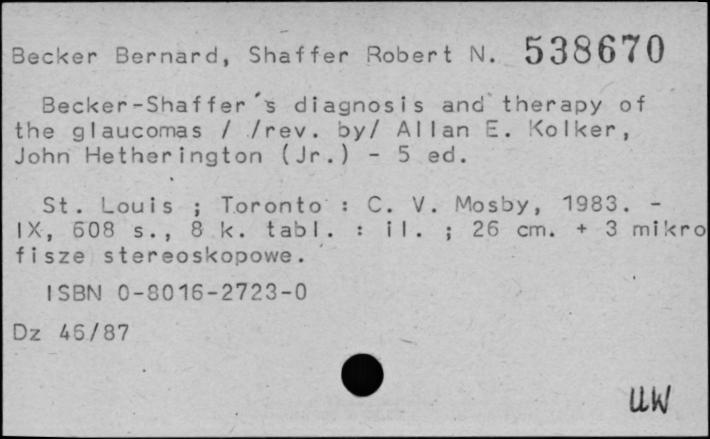 Becker Bernard, Shaffer Robert N. 538670
Becker-Shaffer´s diagnosis and therapy of
the glaucomas / /rev. by/ Allan E. Kolker,
John Hetherington (Jr.) - 5 ed.
St. Louis ; Toronto : C. V. Mosby, 1983. -
IX, 608 s., 8 k. tabl. : il. ; 26 cm. + 3 mikro
fisze stereoskopowe.
ISBN 0-8016-2723-0
Dz 46/87
UW